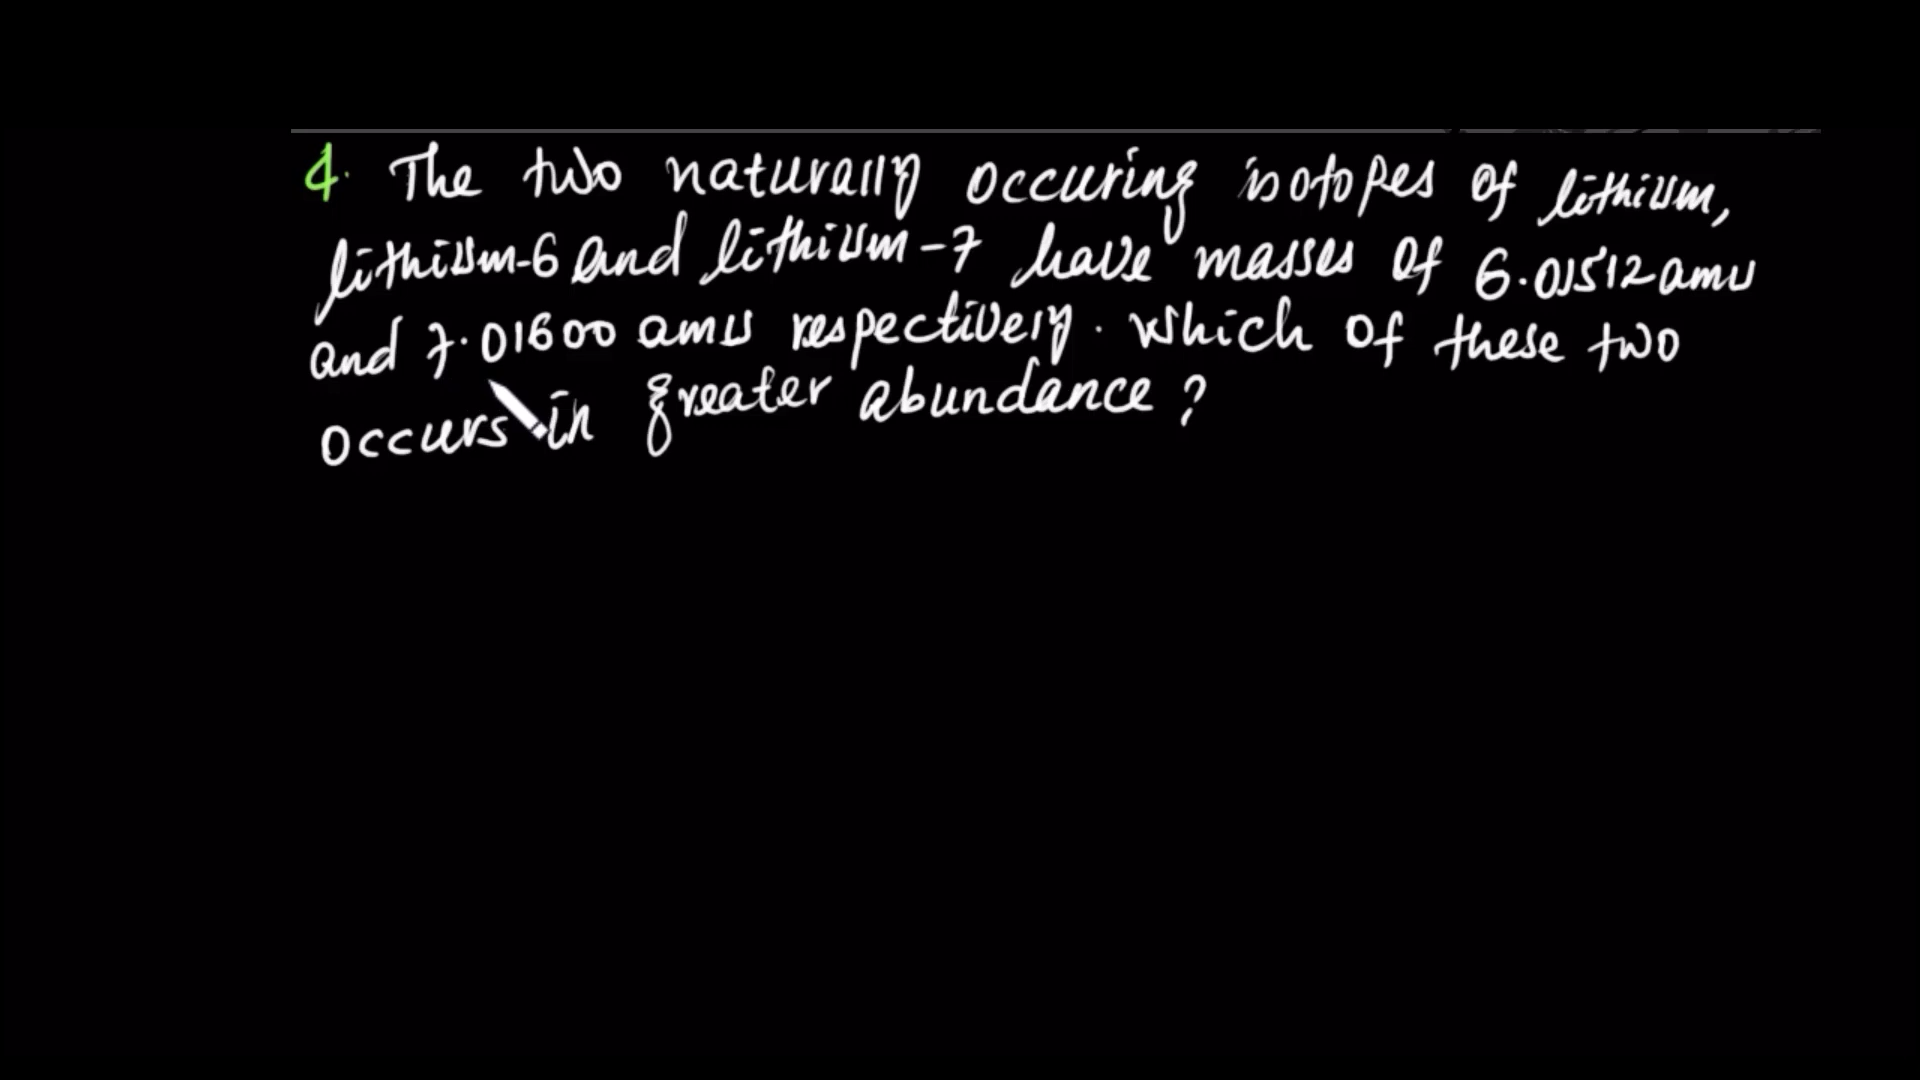 4. The two naturally occuring isotopes of lithium,
lithium-6 and lithium-7 have masses of 6.01512 amu
and 7.01600 amu respectively. Which of these two
occurs in greater abundance?